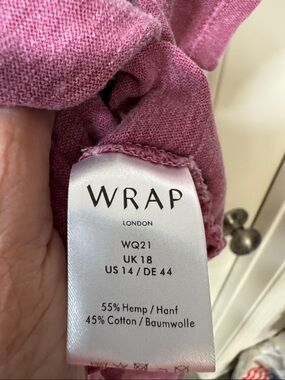 WRAP
LONDON
WQ21
UK 18
US 14 / DE 44
55% Hemp / Hanf
45% Cotton / Baumwolle